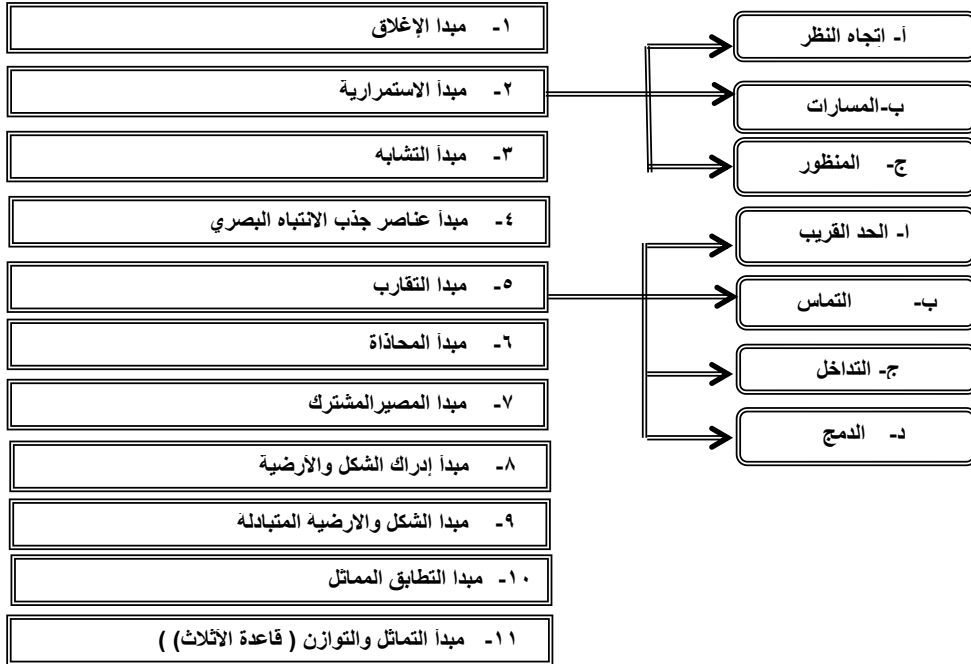 ١- مبدا الإغلاق
٢- مبدأ الاستمرارية
أ- اتجاه النظر
ب-المسارات
ج- المنظور
٣- مبدأ التشابه
٤- مبدأ عناصر جذب الانتباه البصري
٥- مبدا التقارب
ا- الحد القريب
ب- التماس
ج- التداخل
د- الدمج
٦- مبدأ المحاذاة
٧- مبدا المصيرالمشترك
٨- مبدأ إدراك الشكل والأرضية
٩- مبدا الشكل والارضية المتبادلة
١٠- مبدا التطابق المماثل
١١- مبدأ التماثل والتوازن ( قاعدة الأثلاث) )